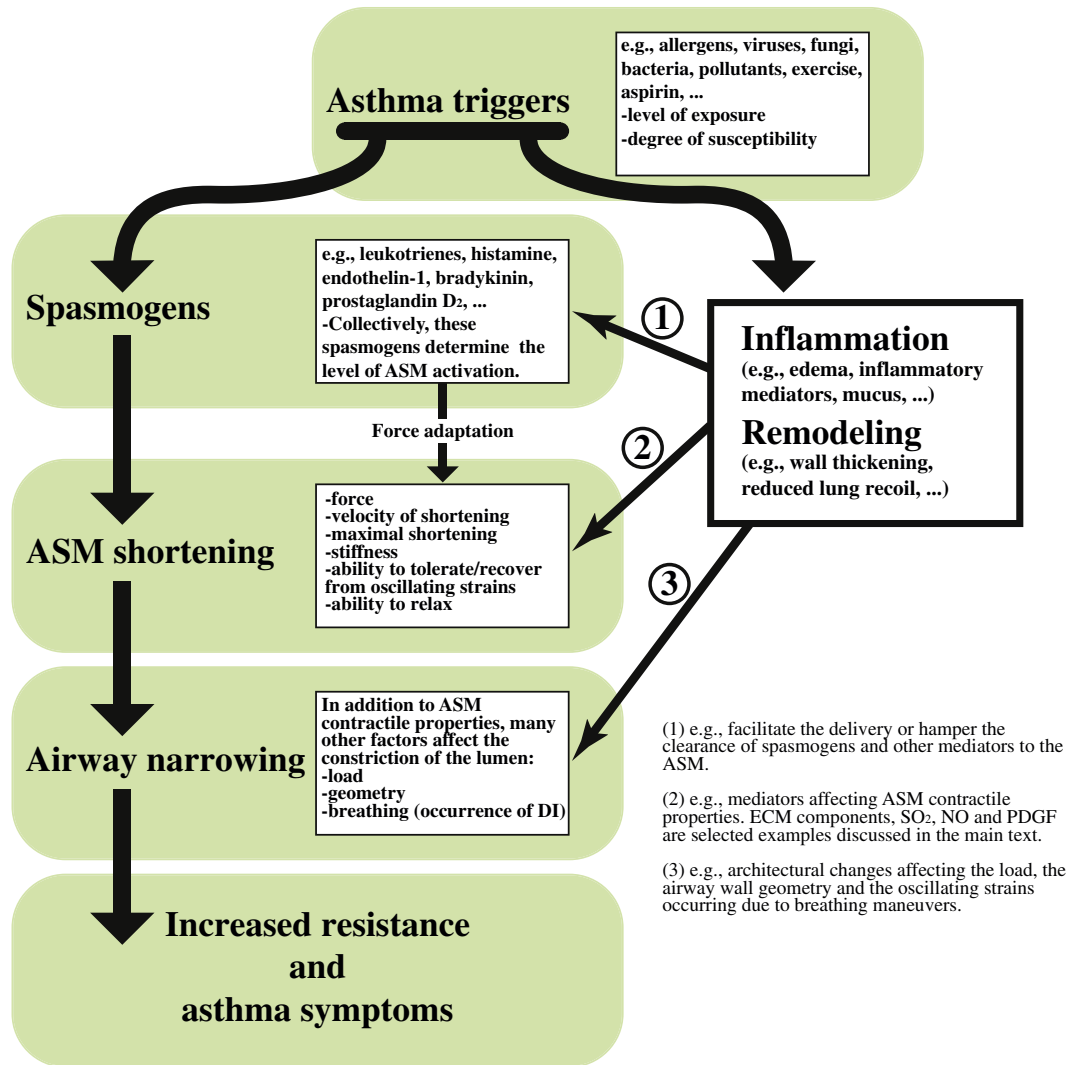 Asthma triggers
e.g., allergens, viruses, fungi,
bacteria, pollutants, exercise,
aspirin, ...
-level of exposure
-degree of susceptibility
Spasmogens
e.g., leukotrienes, histamine,
endothelin-1, bradykinin,
prostaglandin D₂, ...
-Collectively, these
spasmogens determine the
level of ASM activation.
1
Inflammation
(e.g., edema, inflammatory
mediators, mucus, ...)
Remodeling
(e.g., wall thickening,
reduced lung recoil, ...)
Force adaptation
2
ASM shortening
-force
-velocity of shortening
-maximal shortening
-stiffness
-ability to tolerate/recover
from oscillating strains
-ability to relax
3
Airway narrowing
In addition to ASM
contractile properties, many
other factors affect the
constriction of the lumen:
-load
-geometry
-breathing (occurrence of DI)
(1) e.g., facilitate the delivery or hamper the
clearance of spasmogens and other mediators to the
ASM.
(2) e.g., mediators affecting ASM contractile
properties. ECM components, SO₂, NO and PDGF
are selected examples discussed in the main text.
(3) e.g., architectural changes affecting the load, the
airway wall geometry and the oscillating strains
occurring due to breathing maneuvers.
Increased resistance
and
asthma symptoms